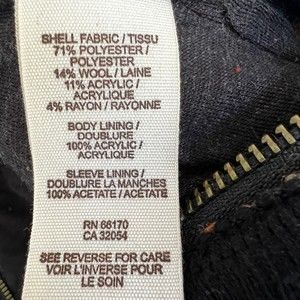 SHELL FABRIC / TISSU
71% POLYESTER /
POLYESTER
14% WOOL / LAINE
11% ACRYLIC /
ACRYLIQUE
4% RAYON / RAYONNE
BODY LINING /
DOUBLURE
100% ACRYLIC /
ACRYLIQUE
SLEEVE LINING /
DOUBLURE LA MANCHES
100% ACETATE / ACÉTATE
RN 66170
CA 32054
SEE REVERSE FOR CARE
VOIR L'INVERSE POUR
LE SOIN